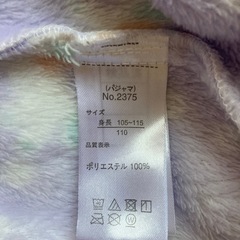 (パジャマ)
No.2375
サイズ
身長 105~115
110
品質表示
ポリエステル 100%